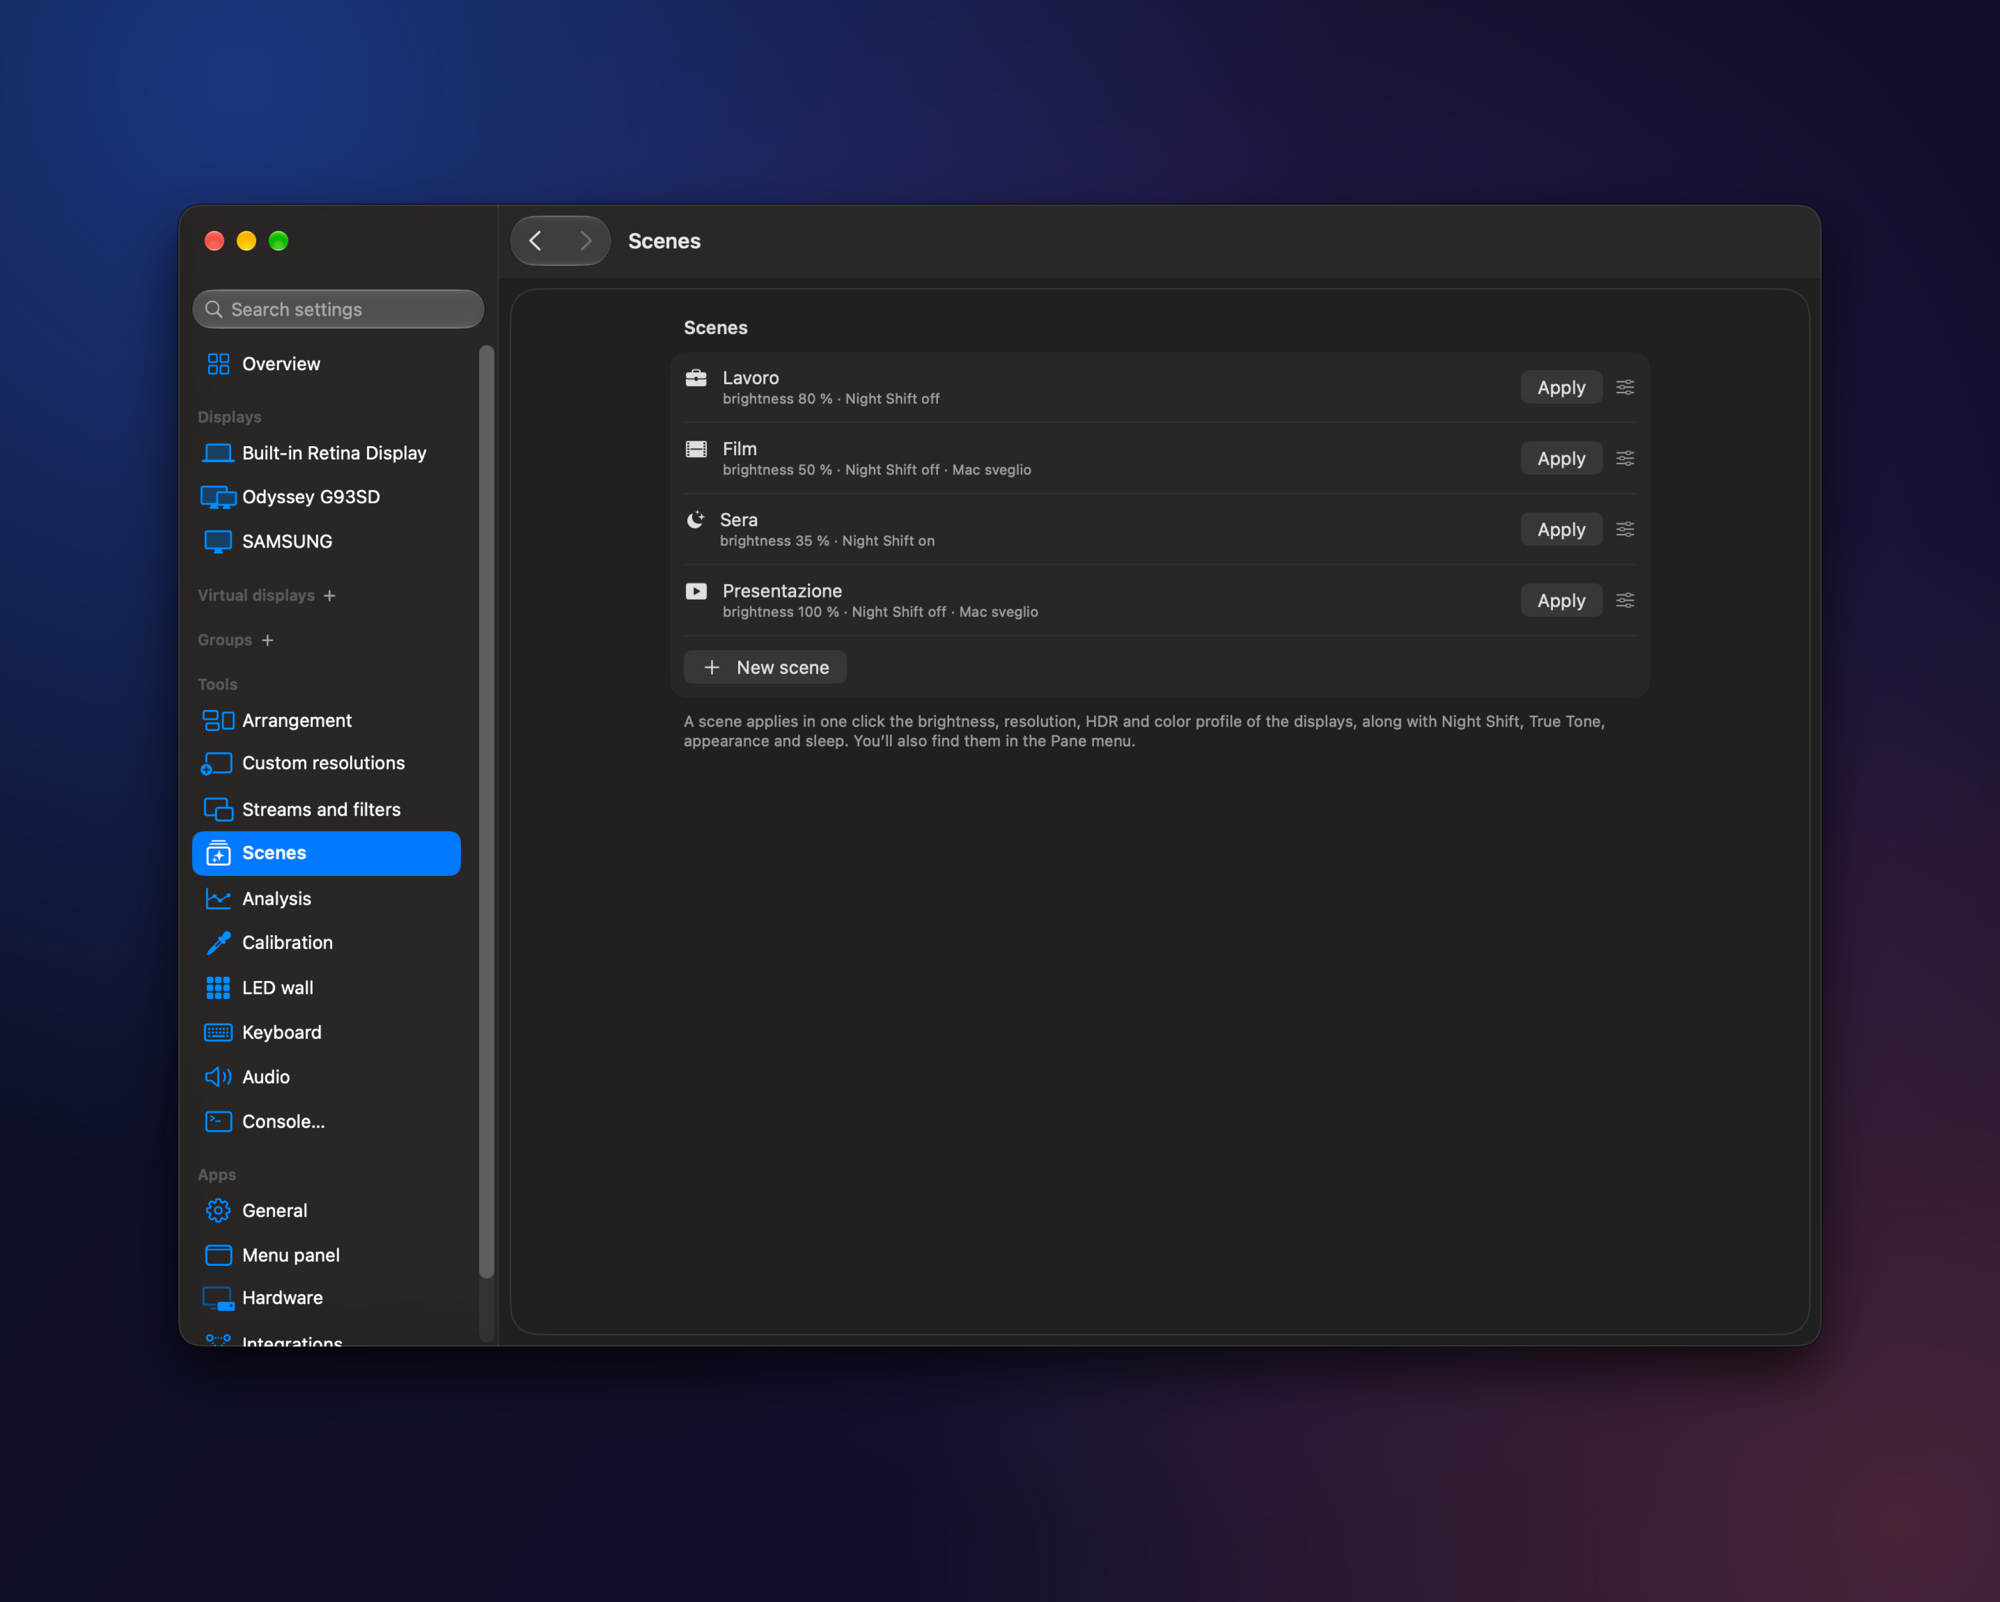 Scenes
Search settings
Overview
Displays
Built-in Retina Display
Odyssey G93SD
SAMSUNG
Virtual displays +
Groups +
Tools
Arrangement
Custom resolutions
Streams and filters
Scenes
Analysis
Calibration
LED wall
Keyboard
Audio
Console...
Apps
General
Menu panel
Hardware
Integrations
Scenes
Lavoro
brightness 80 % · Night Shift off
Apply
Film
brightness 50 % · Night Shift off · Mac sveglio
Apply
Sera
brightness 35 % · Night Shift on
Apply
Presentazione
brightness 100 % · Night Shift off · Mac sveglio
Apply
+ New scene
A scene applies in one click the brightness, resolution, HDR and color profile of the displays, along with Night Shift, True Tone,
appearance and sleep. You’ll also find them in the Pane menu.